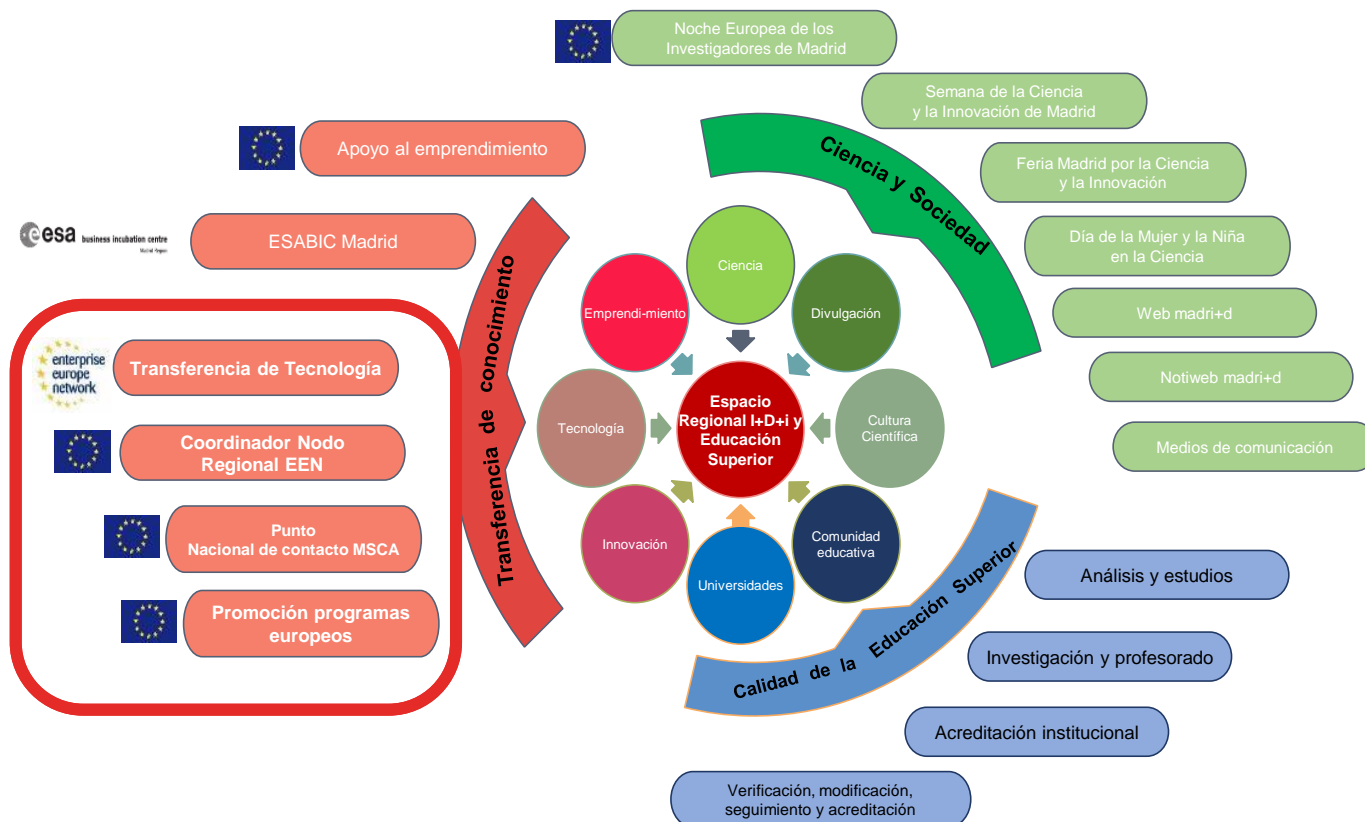 Noche Europea de los
Investigadores de Madrid
Semana de la Ciencia
y la Innovación de Madrid
Apoyo al emprendimiento
Ciencia y Sociedad
Feria Madrid por la Ciencia
y la Innovación
esa business incubation centre
Madrid Region
ESABIC Madrid
Día de la Mujer y la Niña
en la Ciencia
Ciencia
Emprendi-miento
Divulgación
Web madri+d
Transferencia de conocimiento
enterprise
europe
network
Transferencia de Tecnología
Notiweb madri+d
Espacio
Regional I+D+i y
Educación
Superior
Tecnología
Cultura
Científica
Coordinador Nodo
Regional EEN
Medios de comunicación
Punto
Nacional de contacto MSCA
Innovación
Comunidad
educativa
Universidades
Calidad de la Educación Superior
Análisis y estudios
Promoción programas
europeos
Investigación y profesorado
Acreditación institucional
Verificación, modificación,
seguimiento y acreditación